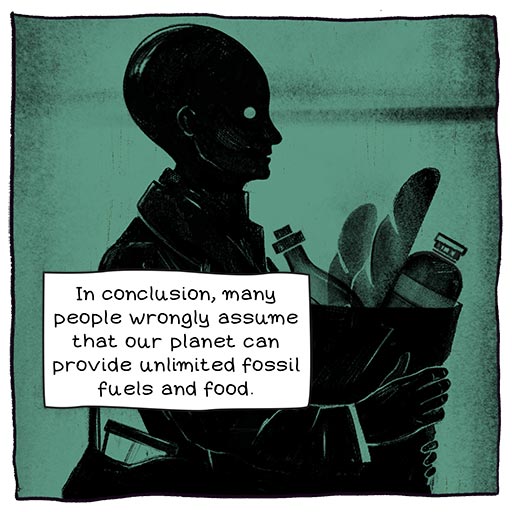 In conclusion, many
people wrongly assume
that our planet can
provide unlimited fossil
fuels and food.